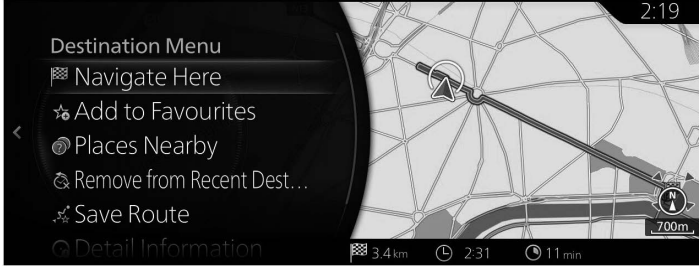 2:19
Destination Menu
Navigate Here
Add to Favourites
Places Nearby
Remove from Recent Dest...
Save Route
Detail Information
N
700m
3.4 km 2:31 11 min